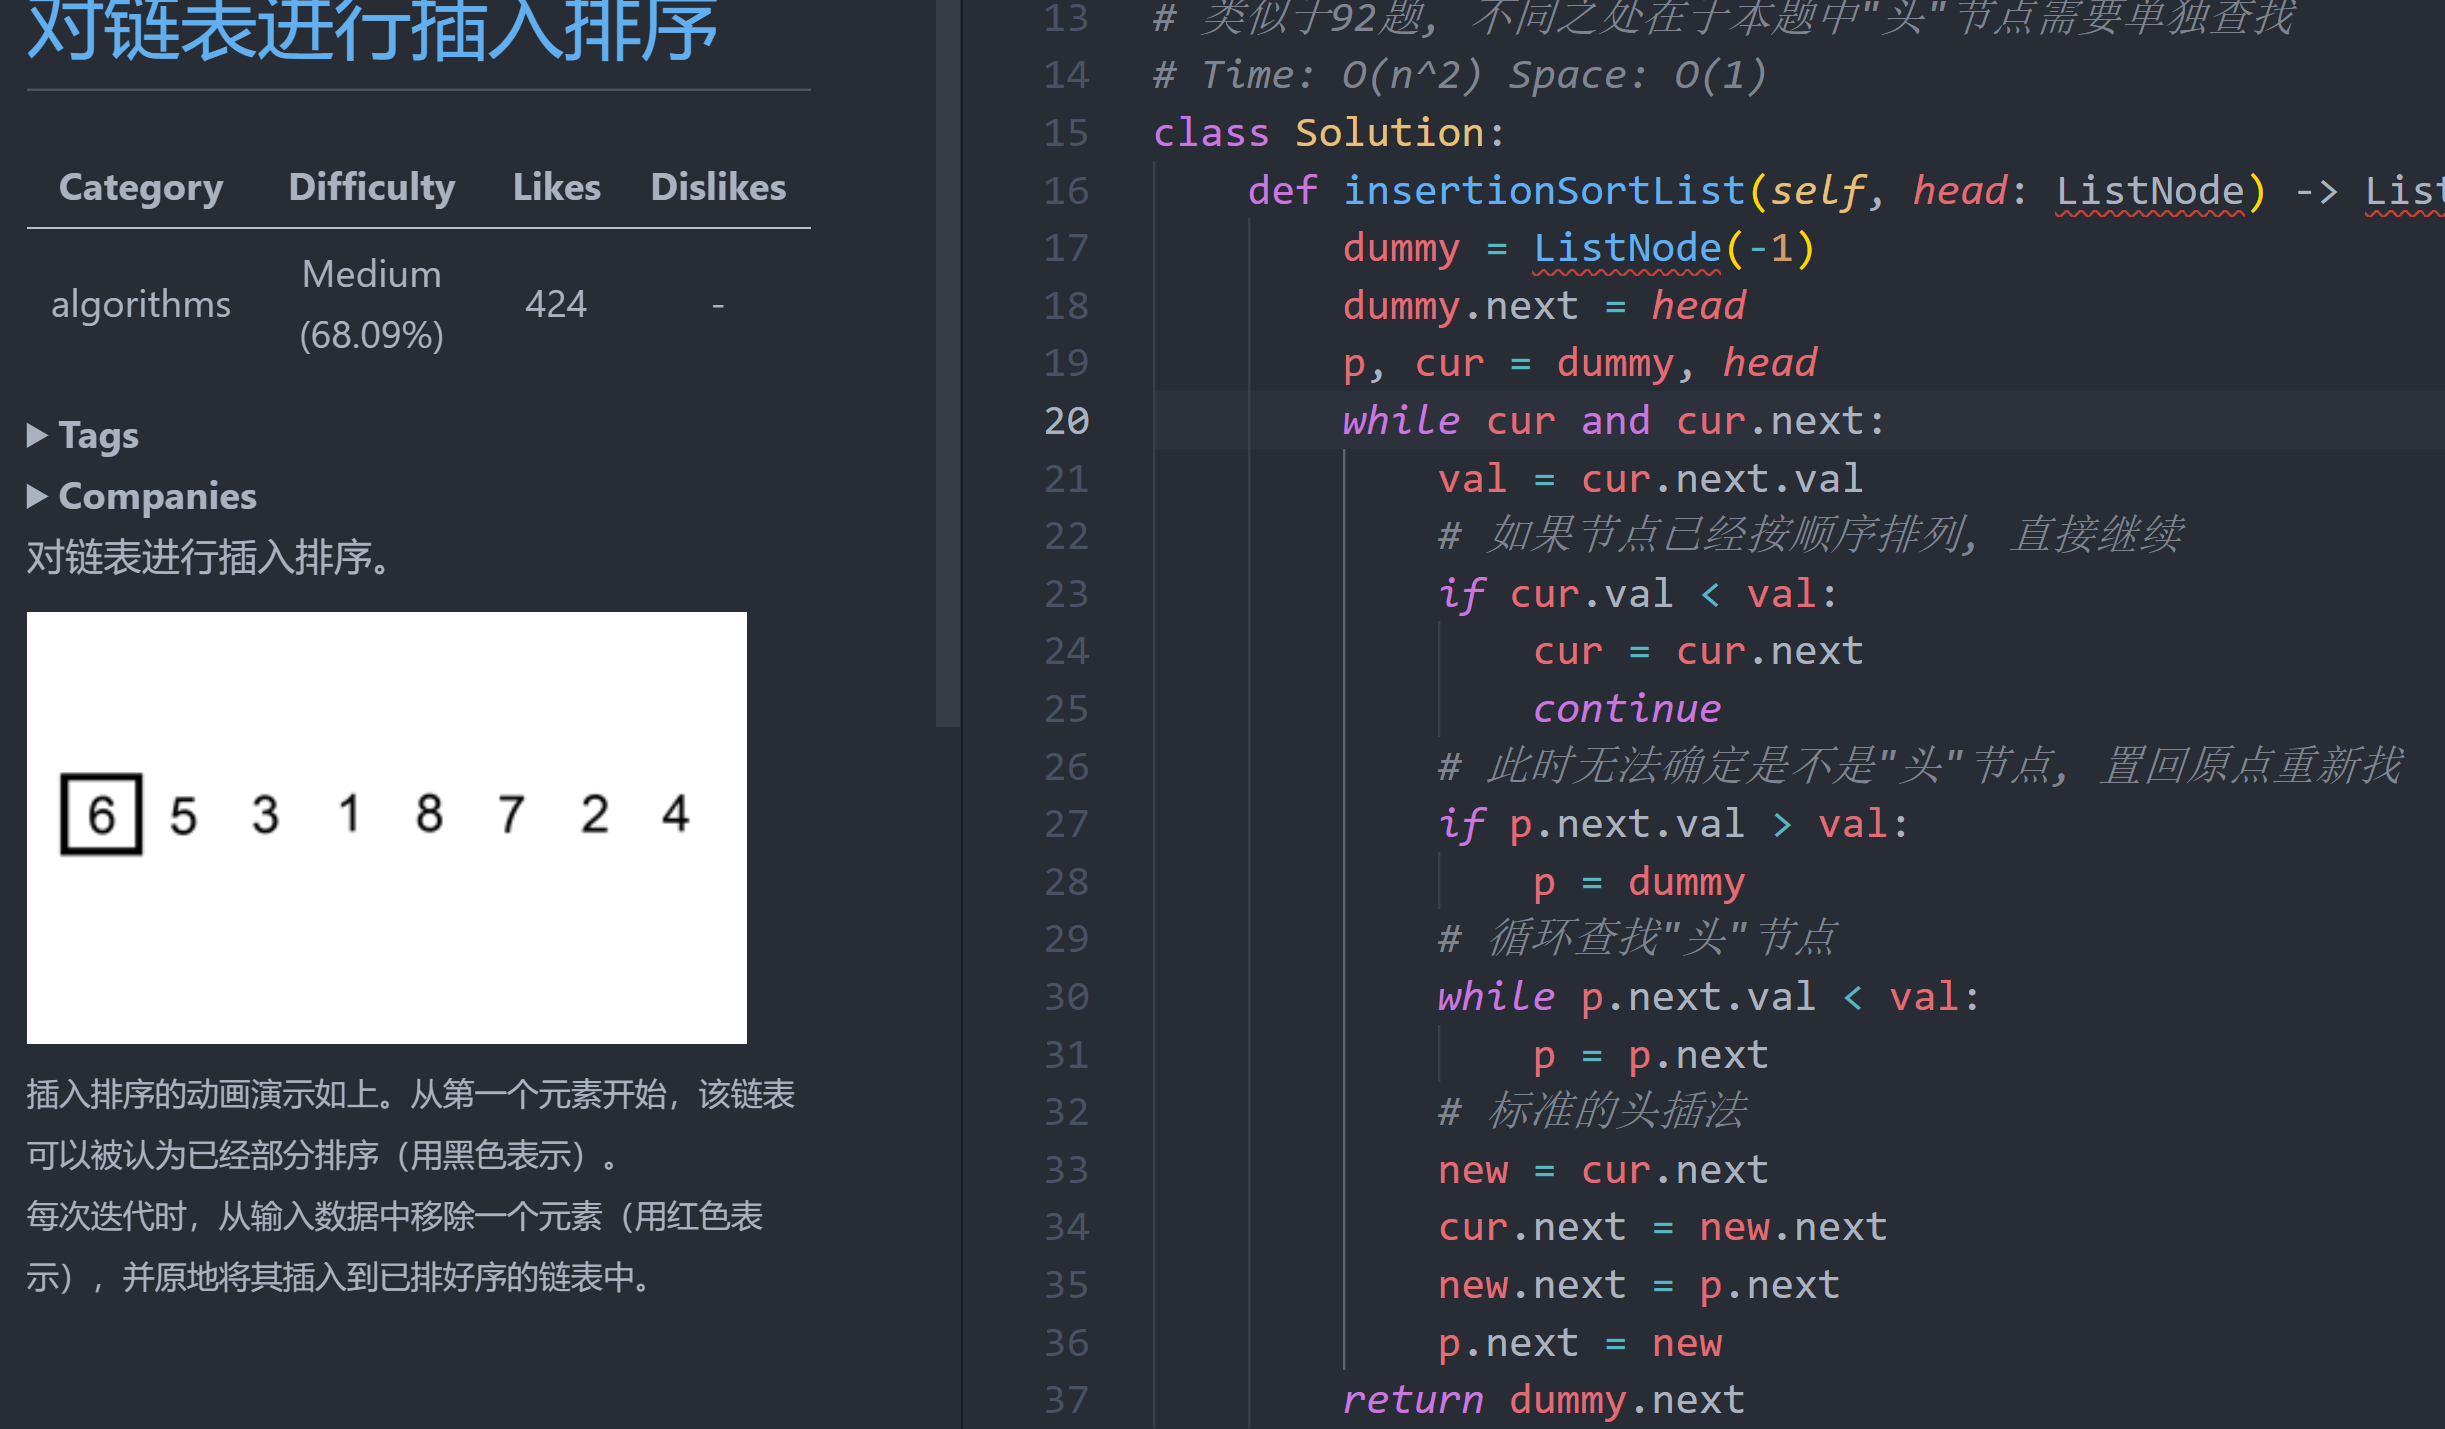 对链表进行插入排序
Category Difficulty Likes Dislikes
algorithms Medium (68.09%) 424 -
▶ Tags
▶ Companies
对链表进行插入排序。
6 5 3 1 8 7 2 4
插入排序的动画演示如上。从第一个元素开始，该链表
可以被认为已经部分排序（用黑色表示）。
每次迭代时，从输入数据中移除一个元素（用红色表
示），并原地将其插入到已排好序的链表中。
13 # 类似于92题, 不同之处在于本题中"头"节点需要单独查找
14 # Time: O(n^2) Space: O(1)
15 class Solution:
16     def insertionSortList(self, head: ListNode) -> List
17         dummy = ListNode(-1)
18         dummy.next = head
19         p, cur = dummy, head
20         while cur and cur.next:
21             val = cur.next.val
22             # 如果节点已经按顺序排列, 直接继续
23             if cur.val < val:
24                 cur = cur.next
25                 continue
26             # 此时无法确定是不是"头"节点, 置回原点重新找
27             if p.next.val > val:
28                 p = dummy
29             # 循环查找"头"节点
30             while p.next.val < val:
31                 p = p.next
32             # 标准的头插法
33             new = cur.next
34             cur.next = new.next
35             new.next = p.next
36             p.next = new
37         return dummy.next